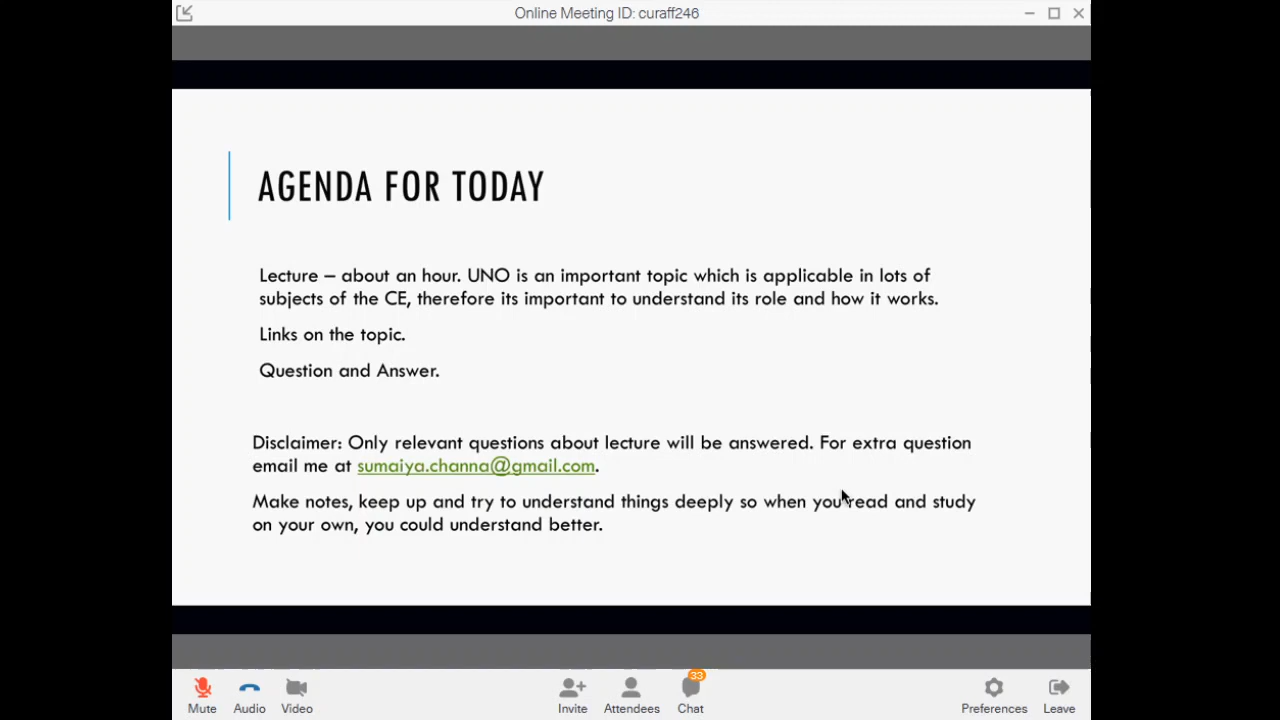 Online Meeting ID: curaff246
AGENDA FOR TODAY
Lecture – about an hour. UNO is an important topic which is applicable in lots of
subjects of the CE, therefore its important to understand its role and how it works.
Links on the topic.
Question and Answer.
Disclaimer: Only relevant questions about lecture will be answered. For extra question
email me at sumaiya.channa@gmail.com.
Make notes, keep up and try to understand things deeply so when you read and study
on your own, you could understand better.
33
Mute Audio Video Invite Attendees Chat Preferences Leave